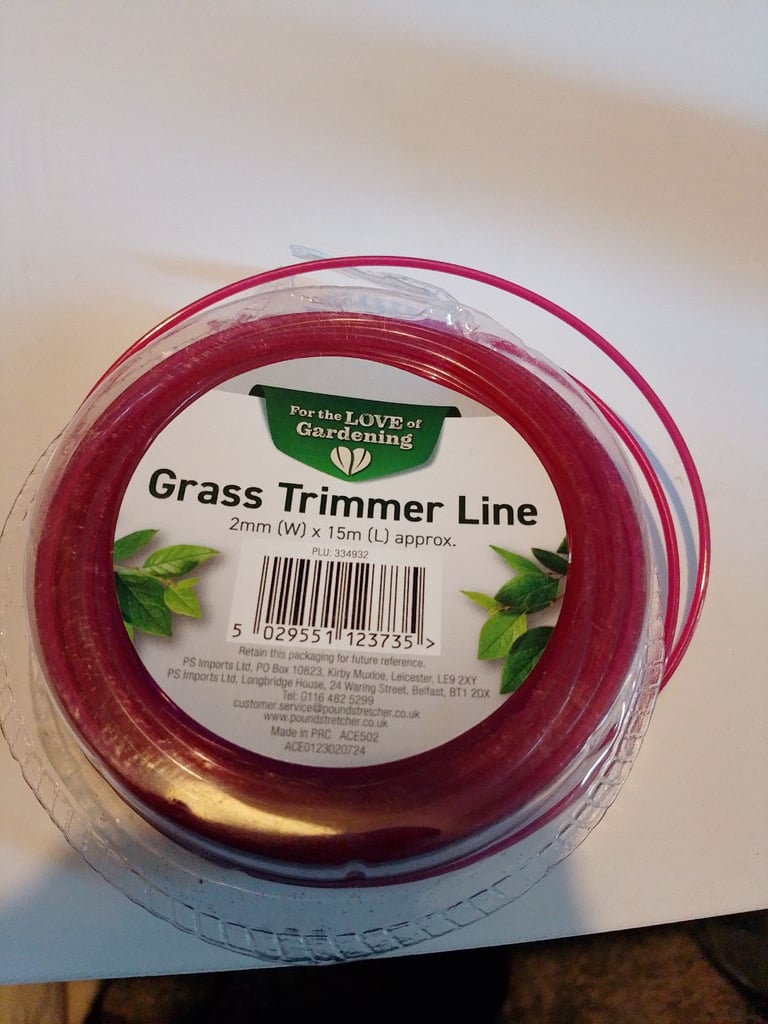 For the LOVE of
Gardening
Grass Trimmer Line
2mm (W) x 15m (L) approx.
PLU: 334932
5 029551 123735 >
Retain this packaging for future reference.
PS Imports Ltd, PO Box 10823, Kirby Muxloe, Leicester, LE9 2XY
PS Imports Ltd, Longbridge House, 24 Waring Street, Belfast, BT1 2DX
Tel: 0116 482 5299
customer.service@poundstretcher.co.uk
www.poundstretcher.co.uk
Made in PRC ACE502
ACE0123020724